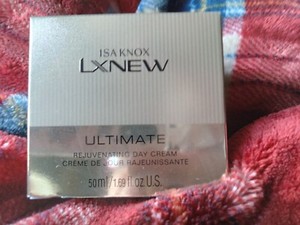 ISA KNOX
LXNEW
ULTIMATE
REJUVENATING DAY CREAM
CRÈME DE JOUR RAJEUNISSANTE
50ml/1.69 fl oz U.S.